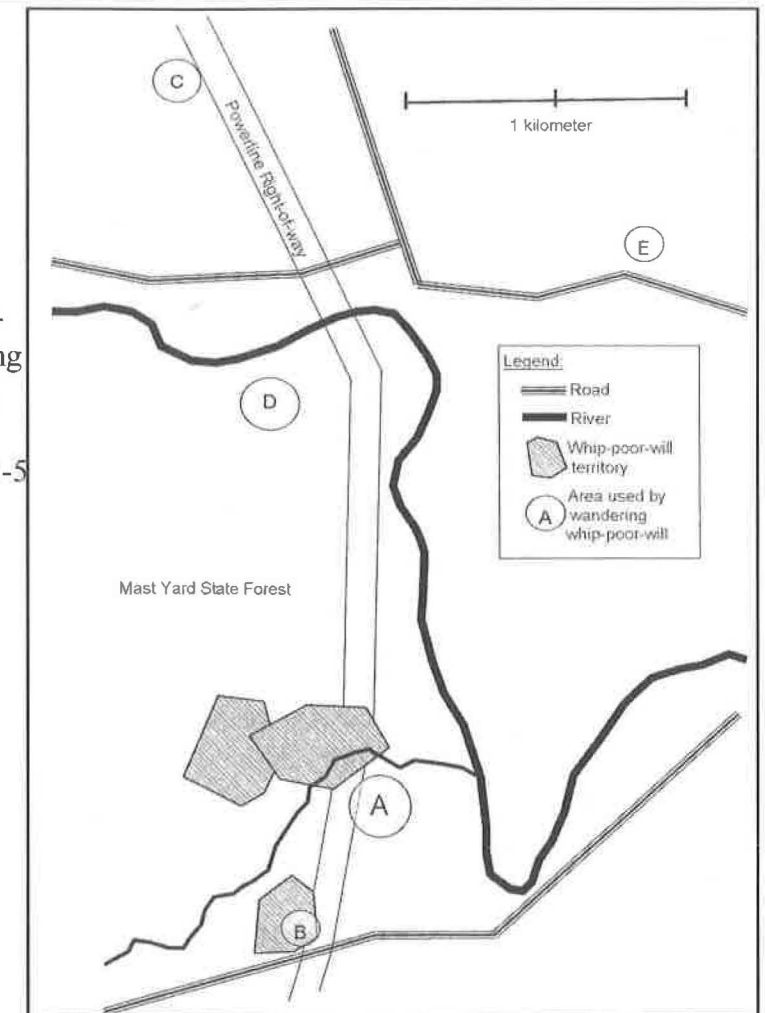 C
Powerline Right-of-way
1 kilometer
E
Legend:
Road
River
Whip-poor-will
territory
A
Area used by
wandering
whip-poor-will
D
Mast Yard State Forest
A
B
-5